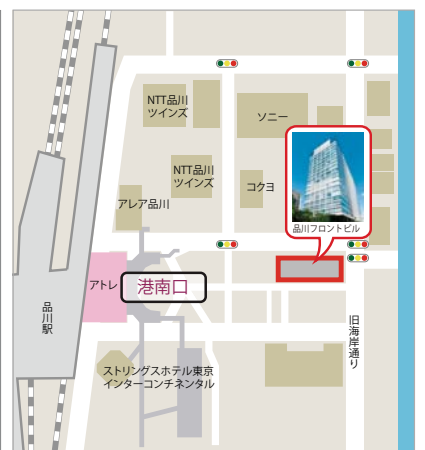 NTT品川
ツインズ
ソニー
NTT品川
ツインズ
コクヨ
アレア品川
品川フロントビル
アトレ
港南口
品川駅
旧海岸通り
ストリングスホテル東京
インターコンチネンタル